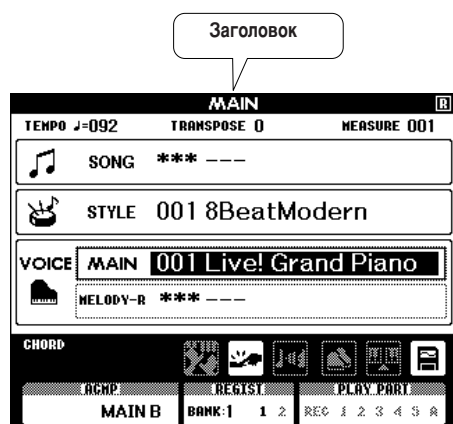 Заголовок
MAIN R
TEMPO ♩=092 TRANSPOSE 0 MEASURE 001
SONG *** ---
STYLE 001 8BeatModern
VOICE MAIN 001 Live! Grand Piano
MELODY-R *** ---
CHORD
ACMP REGIST PLAY PART
MAIN B BANK:1 1 2 REC 1 2 3 4 5 A